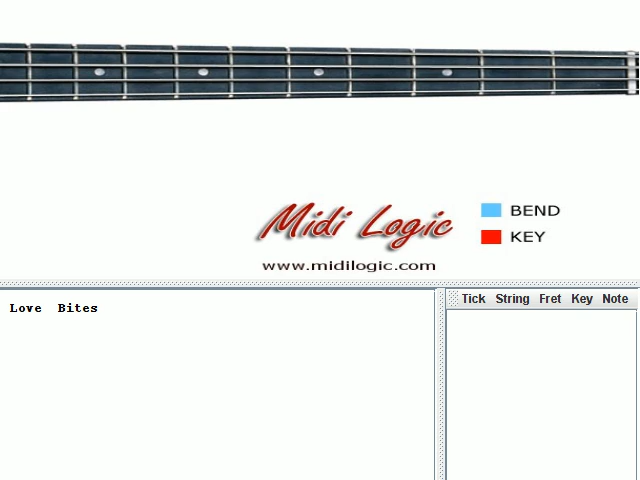 Midi Logic
www.midilogic.com
BEND
KEY
Love Bites
Tick String Fret Key Note